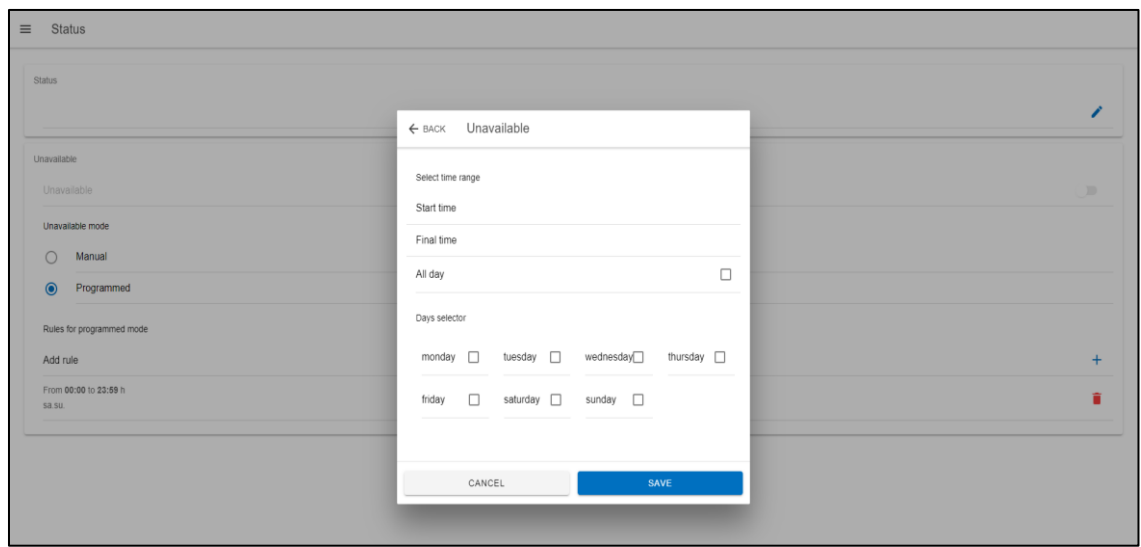 Status
Status
Unavailable
Unavailable
Unavailable mode
Manual
Programmed
Rules for programmed mode
Add rule
From 00:00 to 23:59 h
sa.su
BACK Unavailable
Select time range
Start time
Final time
All day
Days selector
monday tuesday wednesday thursday
friday saturday sunday
CANCEL SAVE